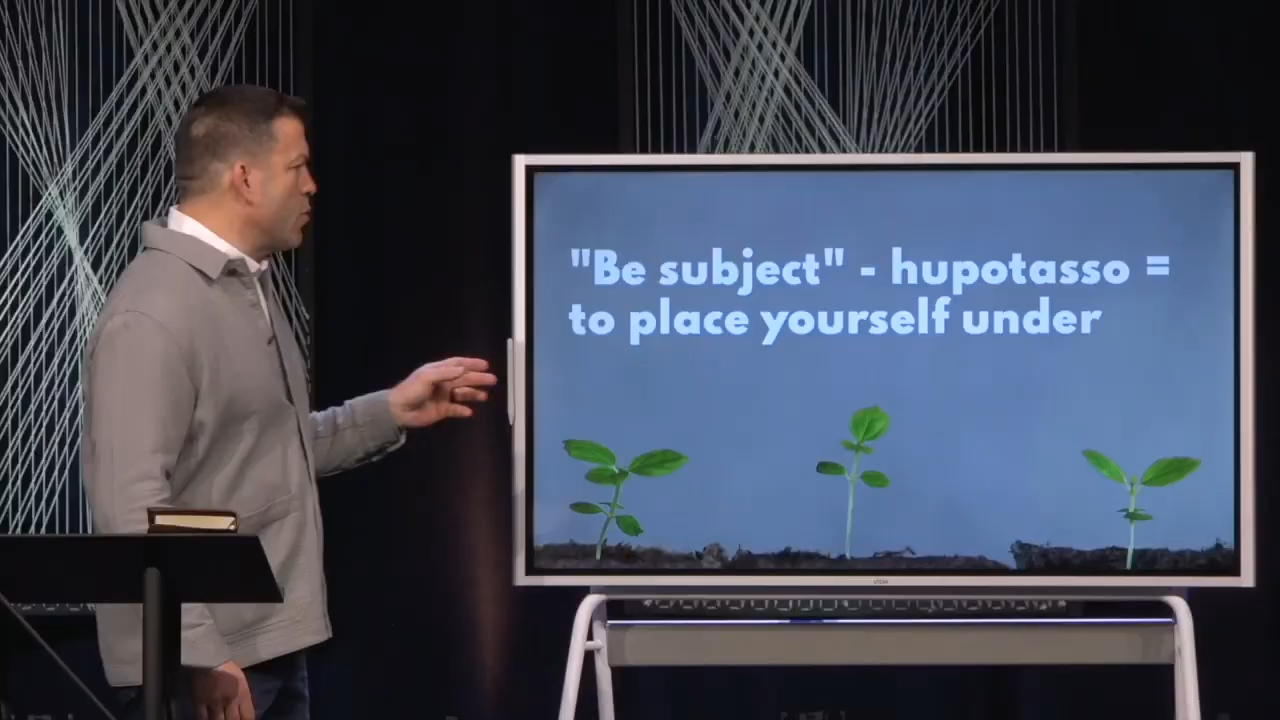 "Be subject" - hupotasso =
to place yourself under